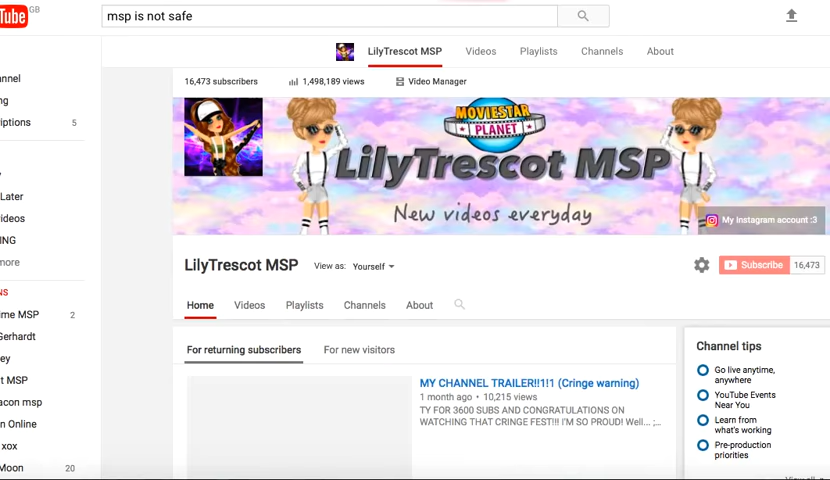 Tube GB
msp is not safe
LilyTrescot MSP Videos Playlists Channels About
16,473 subscribers 1,498,189 views Video Manager
MOVIESTAR
PLANET
LilyTrescot MSP
New videos everyday
My Instagram account :3
LilyTrescot MSP View as: Yourself Subscribe 16,473
Home Videos Playlists Channels About
For returning subscribers For new visitors
MY CHANNEL TRAILER!!1!1 (Cringe warning)
1 month ago • 10,215 views
TY FOR 3600 SUBS AND CONGRATULATIONS ON
WATCHING THAT CRINGE FEST!!! I'M SO PROUD! Well... ;...
Channel tips
Go live anytime,
anywhere
YouTube Events
Near You
Learn from
what's working
Pre-production
priorities
annel
ng
iptions 5
Later
ideos
ING
more
NS
ime MSP 2
Gerhardt
ey
t MSP
acon msp
n Online
xox
Moon 20